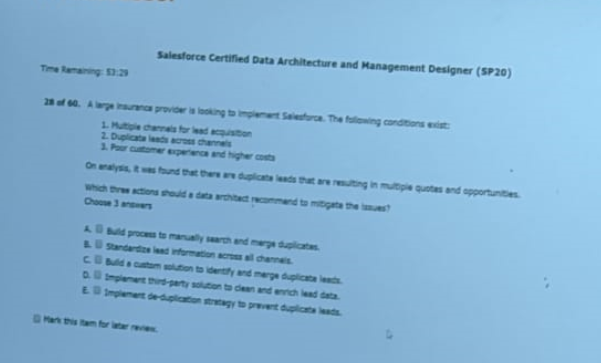 Salesforce Certified Data Architecture and Management Designer (SP20)
Time Remaining: 53:29
28 of 60. A large insurance provider is looking to implement Salesforce. The following conditions exist:
1. Multiple channels for lead acquisition
2. Duplicate leads across channels
3. Poor customer experience and higher costs
On analysis, it was found that there are duplicate leads that are resulting in multiple quotes and opportunities.
Which three actions should a data architect recommend to mitigate the issues?
Choose 3 answers
A. Build process to manually search and merge duplicates.
B. Standardize lead information across all channels.
C. Build a custom solution to identify and merge duplicate leads.
D. Implement third-party solution to clean and enrich lead data.
E. Implement de-duplication strategy to prevent duplicate leads.
Mark this item for later review.